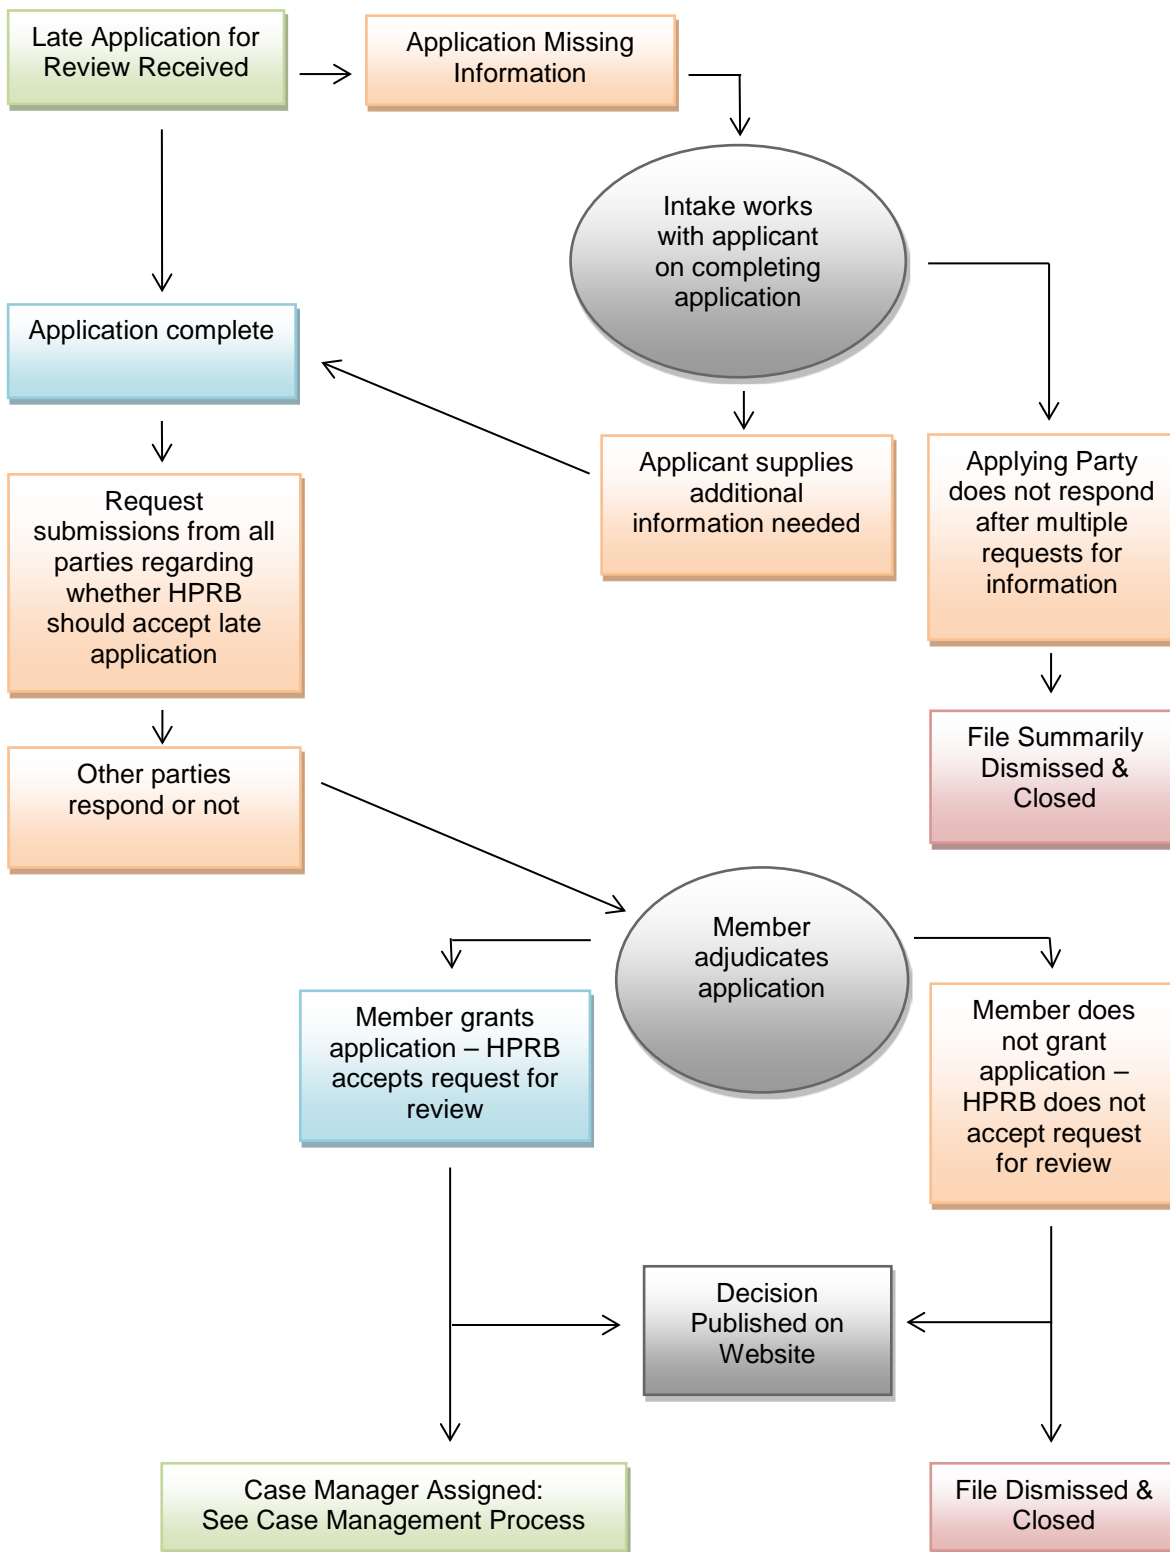 Late Application for
Review Received
Application Missing
Information
Intake works
with applicant
on completing
application
Application complete
Applicant supplies
additional
information needed
Applying Party
does not respond
after multiple
requests for
information
Request
submissions from all
parties regarding
whether HPRB
should accept late
application
File Summarily
Dismissed &
Closed
Other parties
respond or not
Member
adjudicates
application
Member grants
application – HPRB
accepts request for
review
Member does
not grant
application –
HPRB does not
accept request
for review
Decision
Published on
Website
Case Manager Assigned:
See Case Management Process
File Dismissed &
Closed